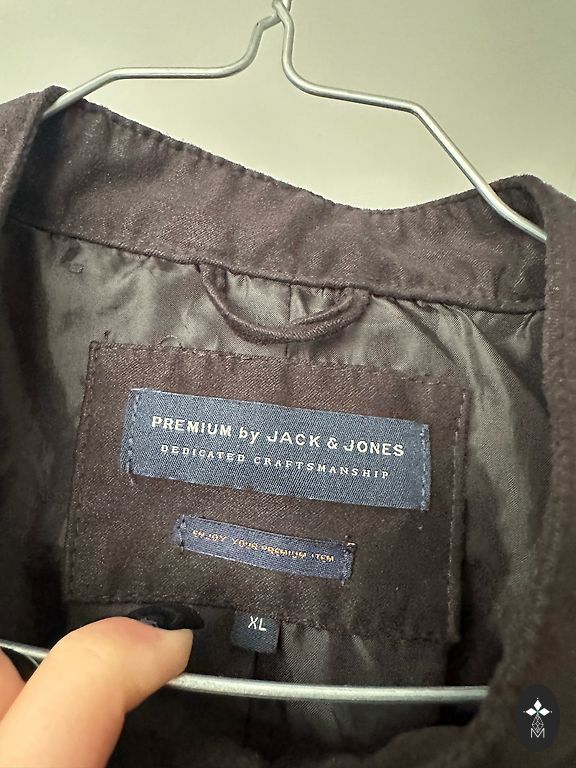 PREMIUM by JACK & JONES
DEDICATED CRAFTSMANSHIP
ENJOY YOUR PREMIUM ITEM
XL
M